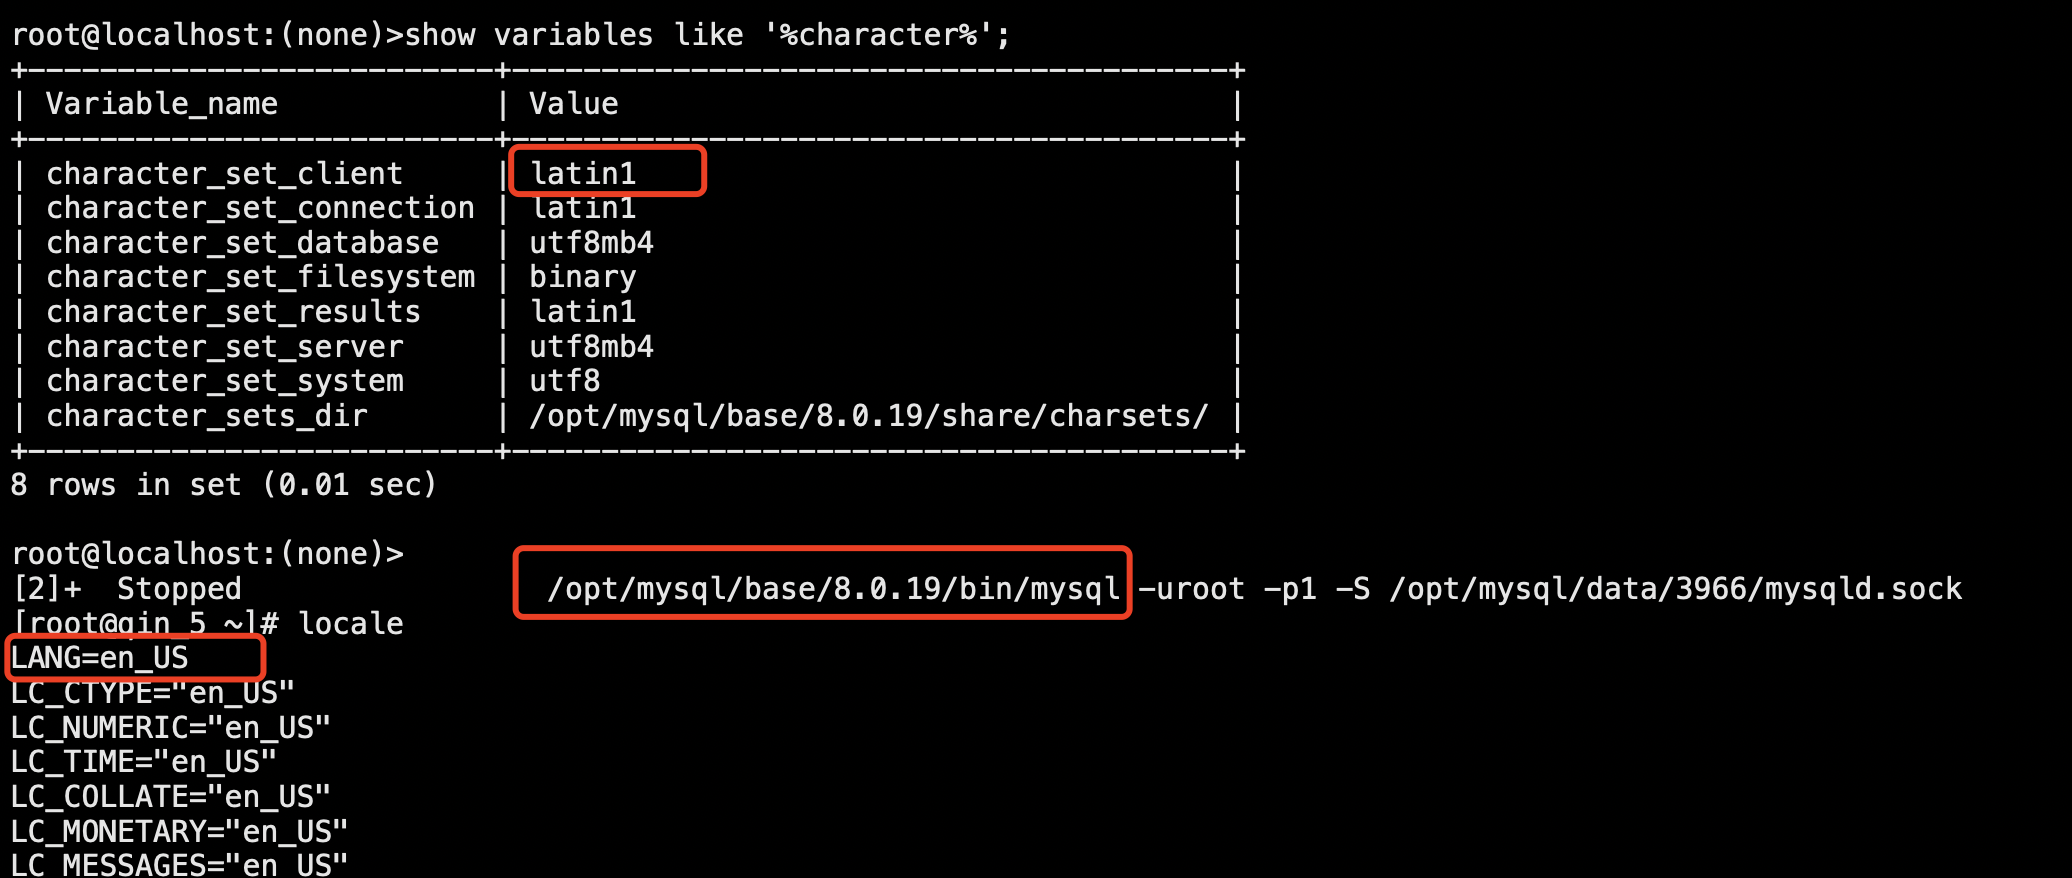 root@localhost:(none)>show variables like '%character%';
+--------------------------+----------------------------------------+
| Variable_name            | Value                                  |
+--------------------------+----------------------------------------+
| character_set_client     | latin1                                 |
| character_set_connection | latin1                                 |
| character_set_database   | utf8mb4                                |
| character_set_filesystem | binary                                 |
| character_set_results    | latin1                                 |
| character_set_server     | utf8mb4                                |
| character_set_system     | utf8                                   |
| character_sets_dir       | /opt/mysql/base/8.0.19/share/charsets/ |
+--------------------------+----------------------------------------+
8 rows in set (0.01 sec)
root@localhost:(none)>
[2]+  Stopped                 /opt/mysql/base/8.0.19/bin/mysql -uroot -p1 -S /opt/mysql/data/3966/mysqld.sock
[root@qin_5 ~]# locale
LANG=en_US
LC_CTYPE="en_US"
LC_NUMERIC="en_US"
LC_TIME="en_US"
LC_COLLATE="en_US"
LC_MONETARY="en_US"
LC_MESSAGES="en_US"